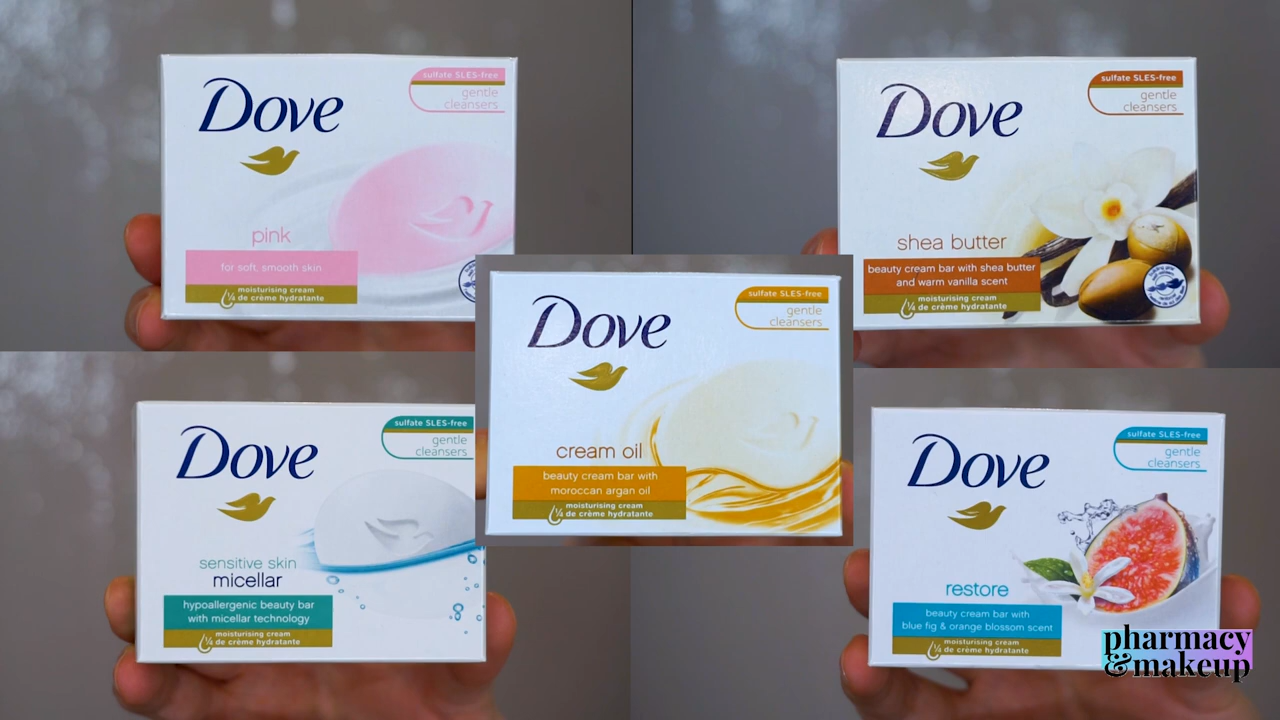 sulfate SLES-free
gentle
cleansers
Dove
pink
for soft, smooth skin
moisturising cream
¼ de crème hydratante
sulfate SLES-free
gentle
cleansers
Dove
shea butter
beauty cream bar with shea butter
and warm vanilla scent
moisturising cream
¼ de crème hydratante
sulfate SLES-free
gentle
cleansers
Dove
cream oil
beauty cream bar with
moroccan argan oil
moisturising cream
¼ de crème hydratante
sulfate SLES-free
gentle
cleansers
Dove
sensitive skin
micellar
hypoallergenic beauty bar
with micellar technology
moisturising cream
¼ de crème hydratante
sulfate SLES-free
gentle
cleansers
Dove
restore
beauty cream bar with
blue fig & orange blossom scent
moisturising cream
¼ de crème hydratante
pharmacy
&makeup